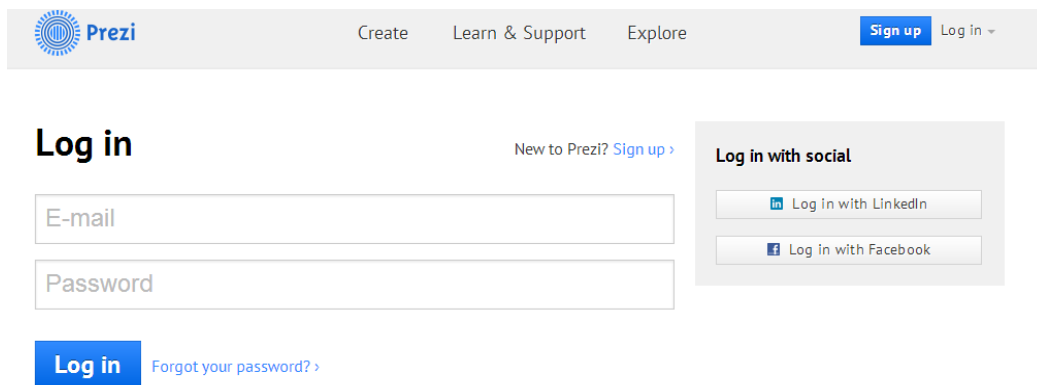 Prezi Create Learn & Support Explore Sign up Log in
Log in
New to Prezi? Sign up ›
E-mail
Password
Log in Forgot your password? ›
Log in with social
in Log in with LinkedIn
f Log in with Facebook